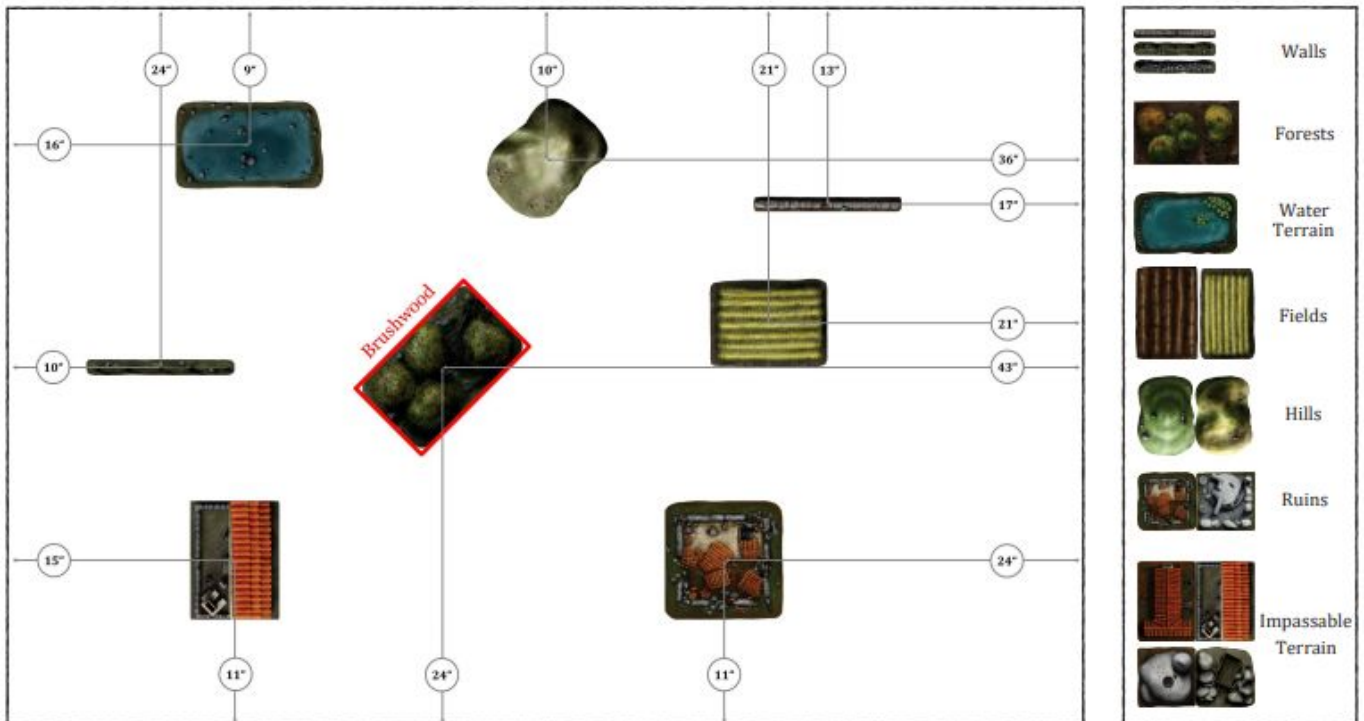 24“
9“
10“
21“
13“
16“
36“
17“
Brushwood
21“
10“
43“
15“
24“
11“
24“
11“
Walls
Forests
Water
Terrain
Fields
Hills
Ruins
Impassable
Terrain